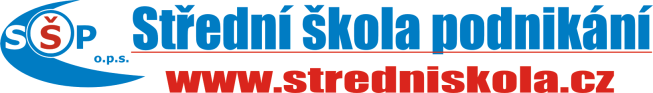 SŠP
o.p.s.
Střední škola podnikání
www.stredniskola.cz